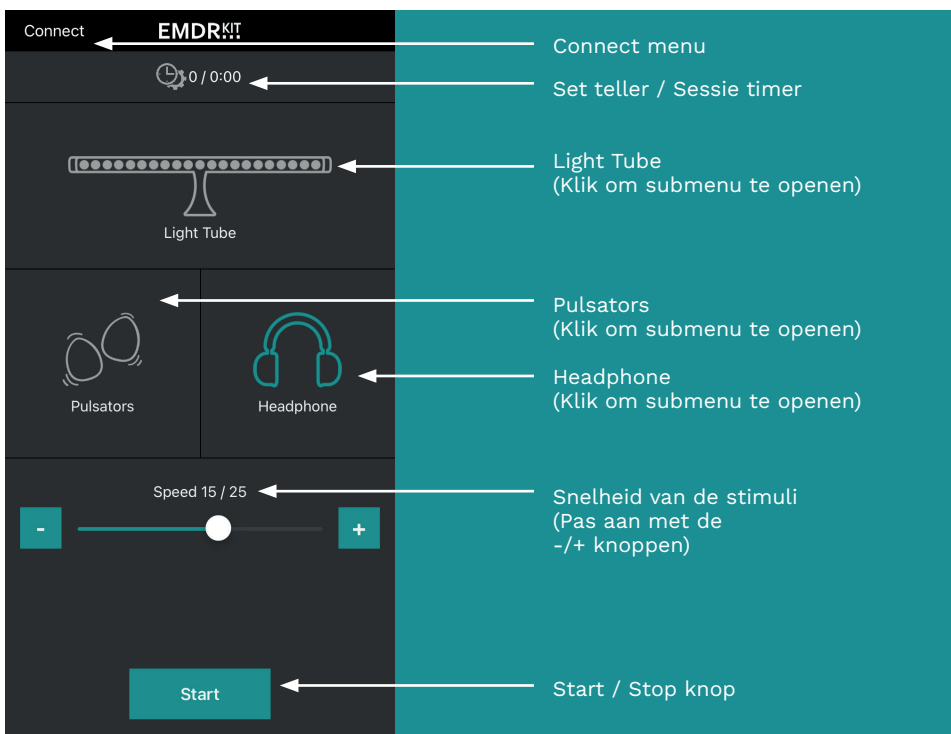 Connect
EMDRKIT
Connect menu
0 / 0:00
Set teller / Sessie timer
Light Tube
Light Tube
(Klik om submenu te openen)
Pulsators
Headphone
Pulsators
(Klik om submenu te openen)
Headphone
(Klik om submenu te openen)
Speed 15 / 25
-
+
Snelheid van de stimuli
(Pas aan met de
-/+ knoppen)
Start
Start / Stop knop